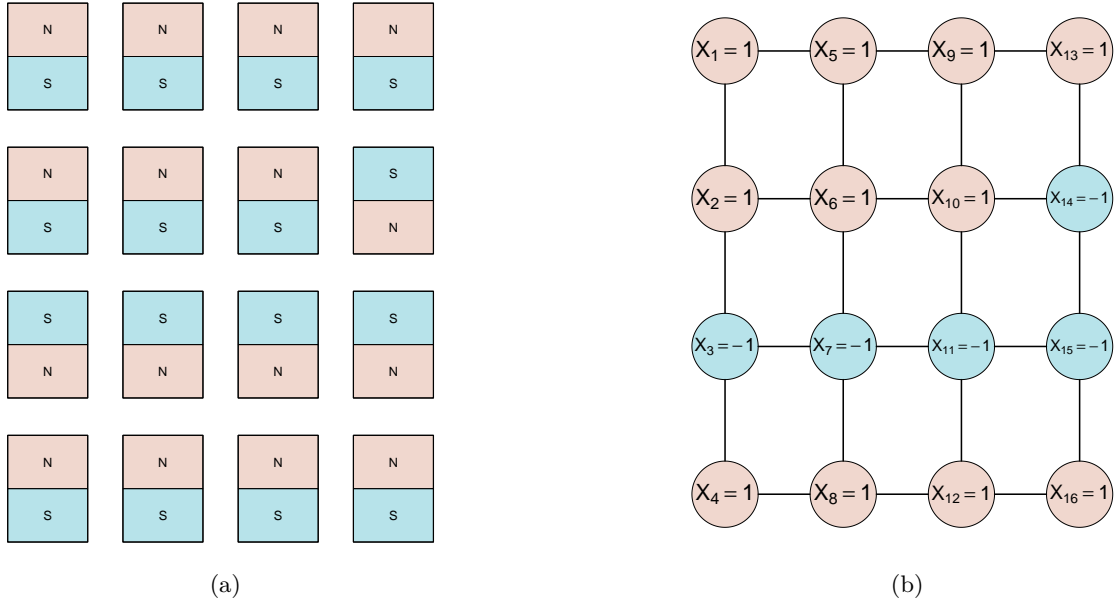 N N N N
S S S S
N N N S
S S S N
S S S S
N N N N
N N N N
S S S S
(a)
X₁ = 1 X₅ = 1 X₉ = 1 X₁₃ = 1
X₂ = 1 X₆ = 1 X₁₀ = 1 X₁₄ = −1
X₃ = −1 X₇ = −1 X₁₁ = −1 X₁₅ = −1
X₄ = 1 X₈ = 1 X₁₂ = 1 X₁₆ = 1
(b)